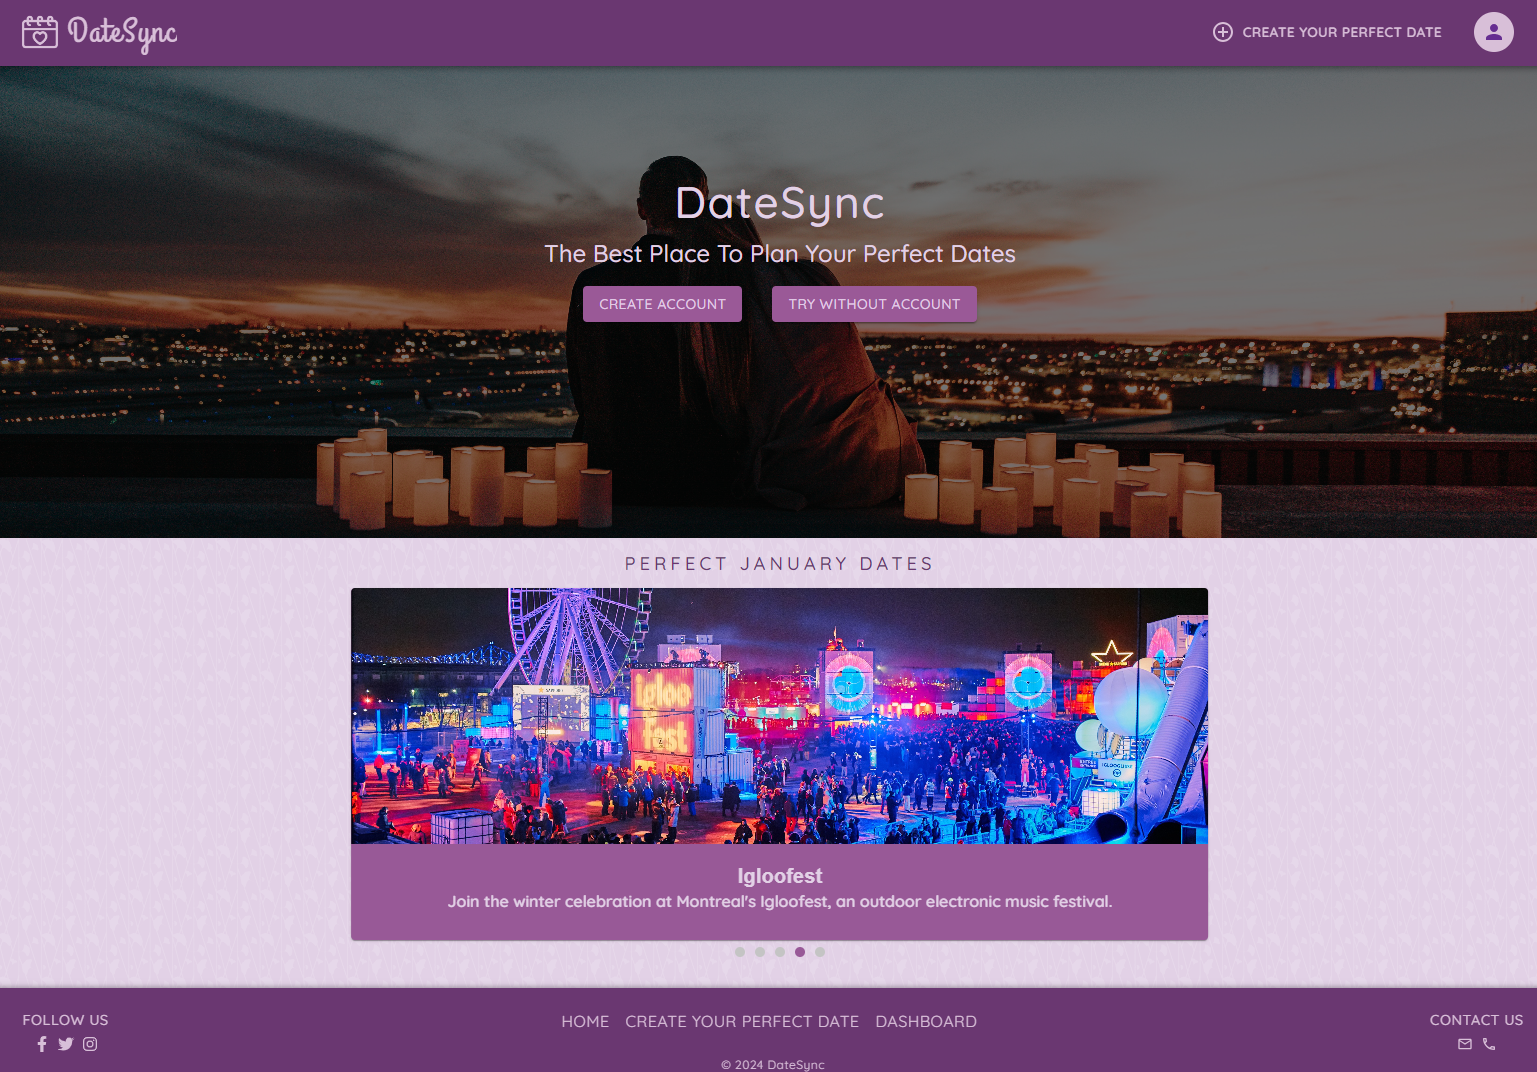 DateSync
CREATE YOUR PERFECT DATE
DateSync
The Best Place To Plan Your Perfect Dates
CREATE ACCOUNT
TRY WITHOUT ACCOUNT
PERFECT JANUARY DATES
igloo
fest
Igloofest
Join the winter celebration at Montreal's Igloofest, an outdoor electronic music festival.
FOLLOW US
HOME
CREATE YOUR PERFECT DATE
DASHBOARD
CONTACT US
© 2024 DateSync